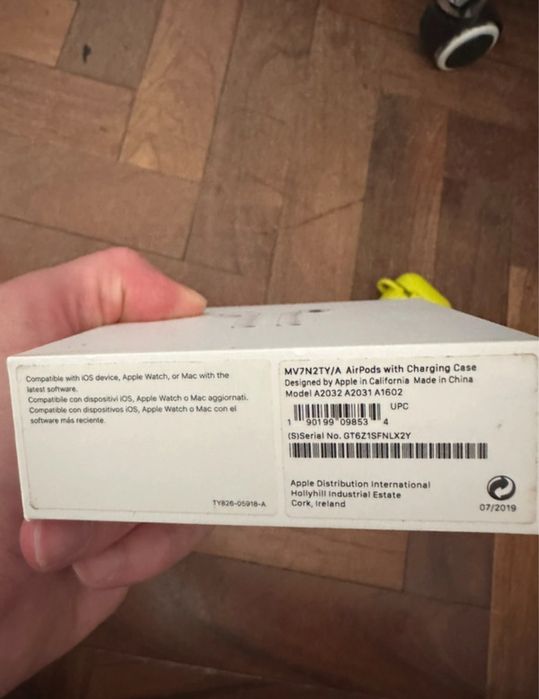 Compatible with iOS device, Apple Watch, or Mac with the
latest software.
Compatibile con dispositivi iOS, Apple Watch o Mac aggiornati.
Compatible con dispositivos iOS, Apple Watch o Mac con el
software más reciente.
TY826-05918-A
MV7N2TY/A AirPods with Charging Case
Designed by Apple in California Made in China
Model A2032 A2031 A1602
UPC
1 90199 09853 4
(S)Serial No. GT6Z1SFNLX2Y
Apple Distribution International
Hollyhill Industrial Estate
Cork, Ireland
07/2019